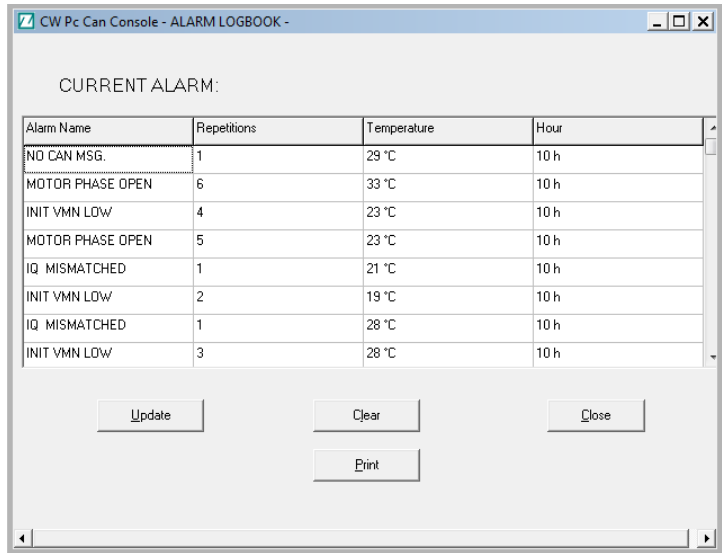 CW Pc Can Console - ALARM LOGBOOK -
CURRENT ALARM:
Alarm Name Repetitions Temperature Hour
NO CAN MSG. 1 29 °C 10 h
MOTOR PHASE OPEN 6 33 °C 10 h
INIT VMN LOW 4 23 °C 10 h
MOTOR PHASE OPEN 5 23 °C 10 h
IQ MISMATCHED 1 21 °C 10 h
INIT VMN LOW 2 19 °C 10 h
IQ MISMATCHED 1 28 °C 10 h
INIT VMN LOW 3 28 °C 10 h
Update Clear Close
Print